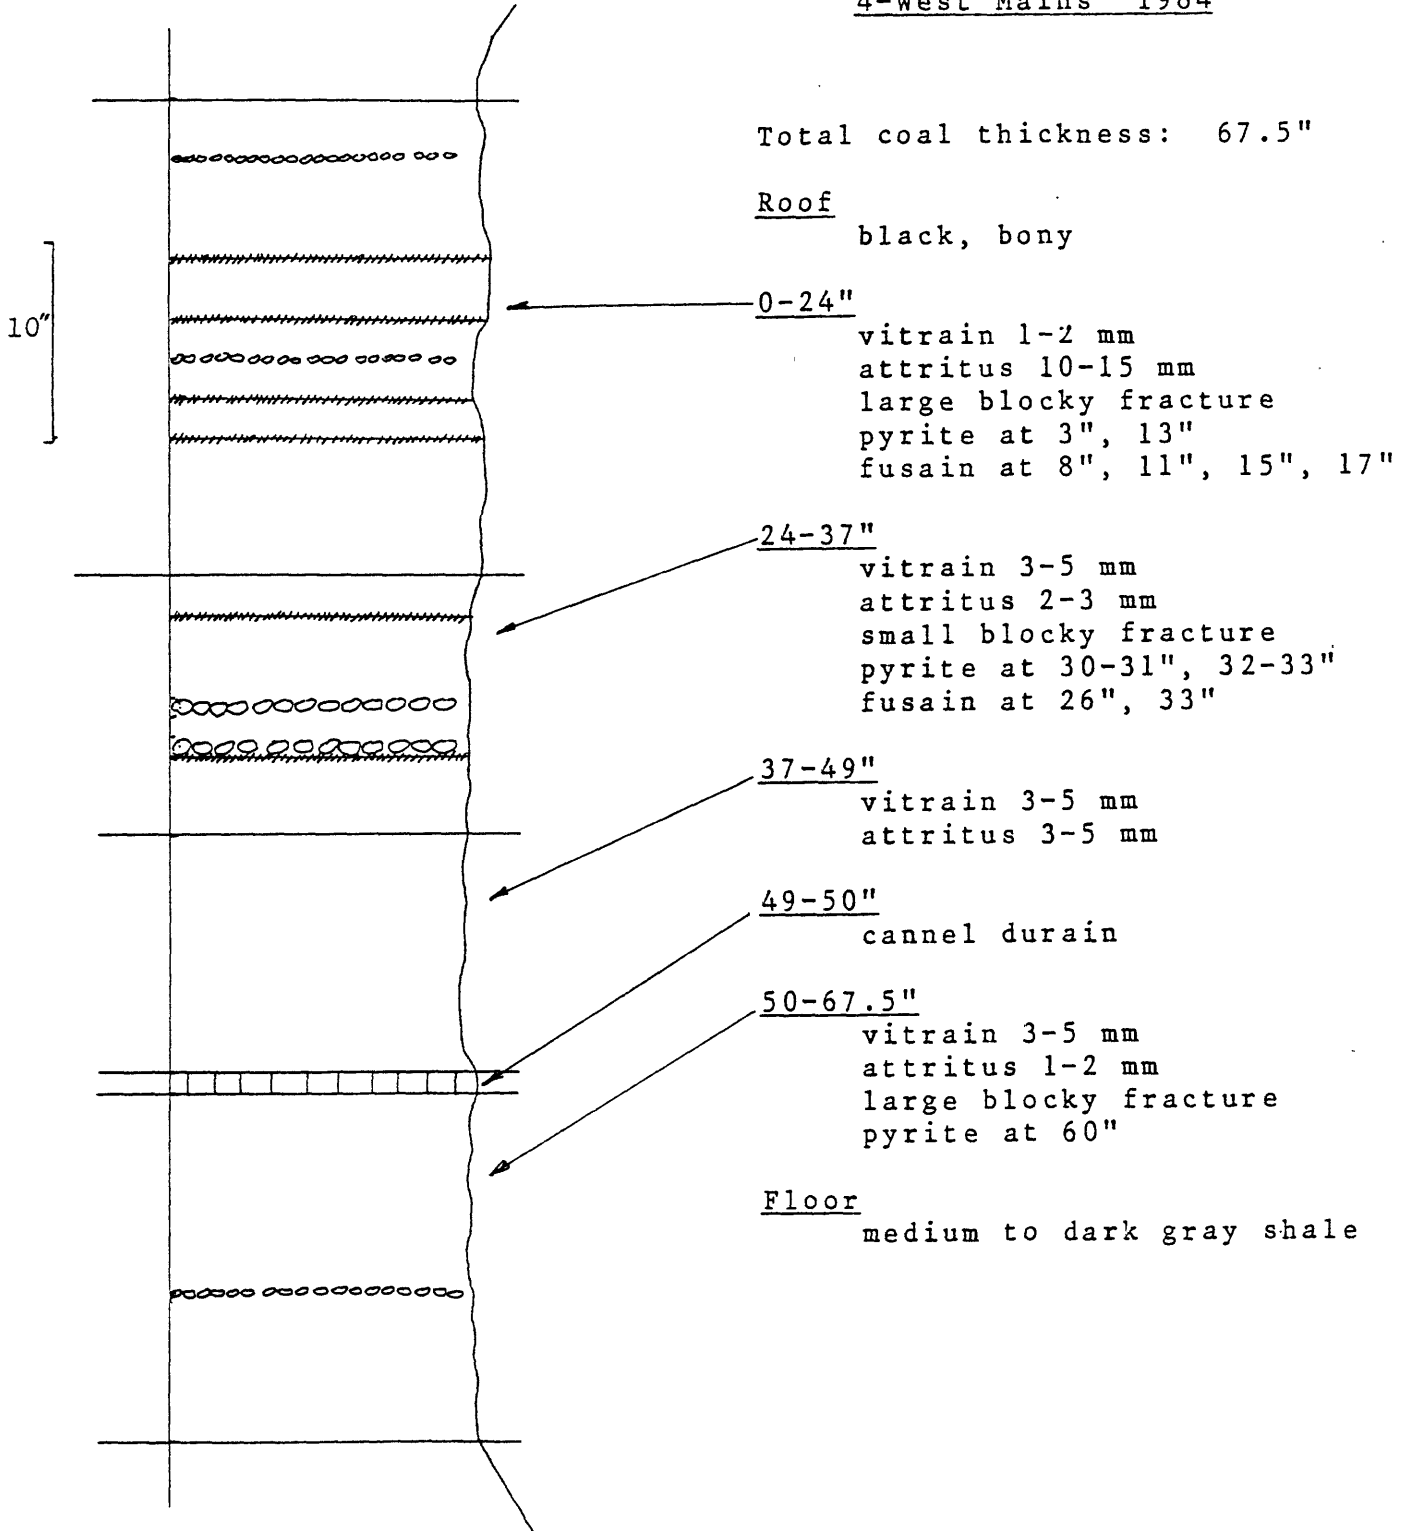 4-West Mains 1984
Total coal thickness: 67.5"
Roof
black, bony
10"
0-24"
vitrain 1-2 mm
attritus 10-15 mm
large blocky fracture
pyrite at 3", 13"
fusain at 8", 11", 15", 17"
24-37"
vitrain 3-5 mm
attritus 2-3 mm
small blocky fracture
pyrite at 30-31", 32-33"
fusain at 26", 33"
37-49"
vitrain 3-5 mm
attritus 3-5 mm
49-50"
cannel durain
50-67.5"
vitrain 3-5 mm
attritus 1-2 mm
large blocky fracture
pyrite at 60"
Floor
medium to dark gray shale